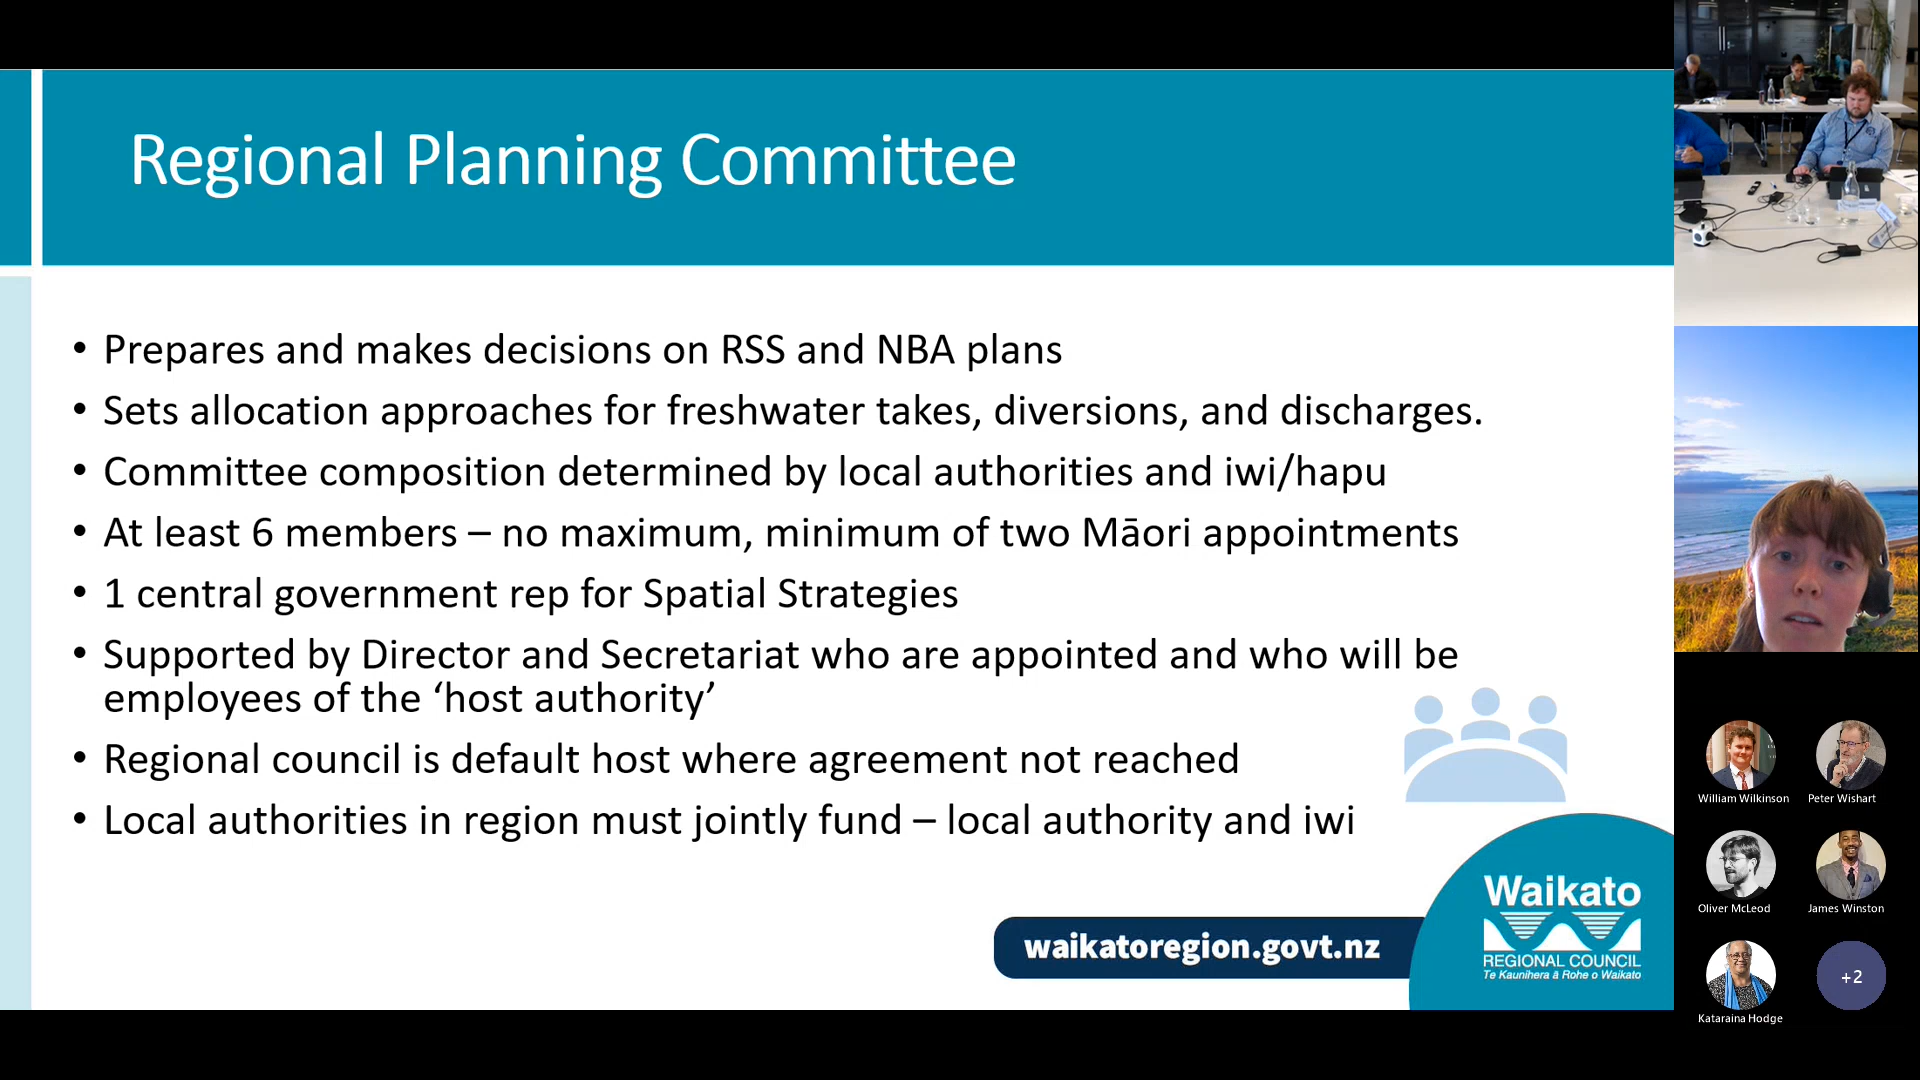 Regional Planning Committee
• Prepares and makes decisions on RSS and NBA plans
• Sets allocation approaches for freshwater takes, diversions, and discharges.
• Committee composition determined by local authorities and iwi/hapu
• At least 6 members – no maximum, minimum of two Māori appointments
• 1 central government rep for Spatial Strategies
• Supported by Director and Secretariat who are appointed and who will be
employees of the ‘host authority’
• Regional council is default host where agreement not reached
• Local authorities in region must jointly fund – local authority and iwi
waikatoregion.govt.nz
Waikato
REGIONAL COUNCIL
Te Kaunihera ā Rohe o Waikato
William Wilkinson
Peter Wishart
Oliver McLeod
James Winston
Kataraina Hodge
+2